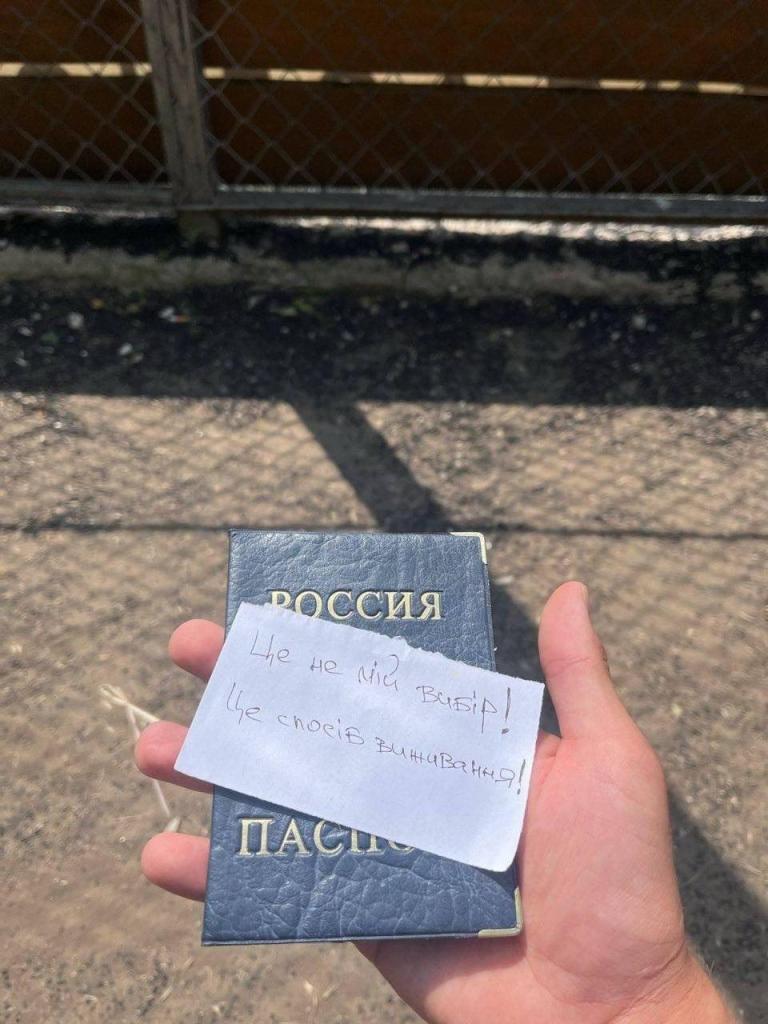 РОССИЯ
Це не мій вибір!
Це спосіб виживання!
ПАСПО